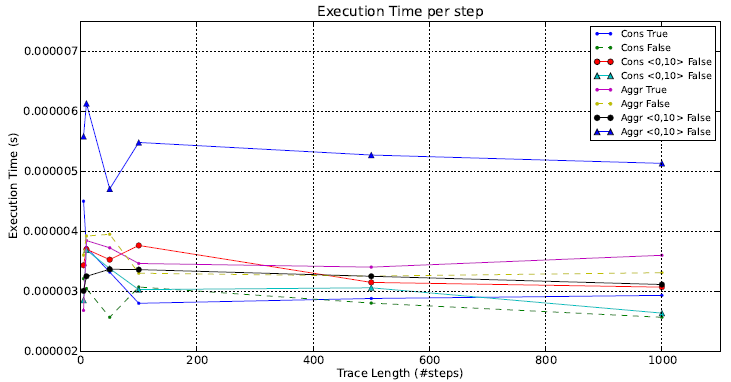 Execution Time per step
0.000007
0.000006
0.000005
0.000004
0.000003
0.000002
Execution Time (s)
0
200
400
600
800
1000
Trace Length (#steps)
Cons True
Cons False
Cons <0,10> False
Cons <0,10> False
Aggr True
Aggr False
Aggr <0,10> False
Aggr <0,10> False